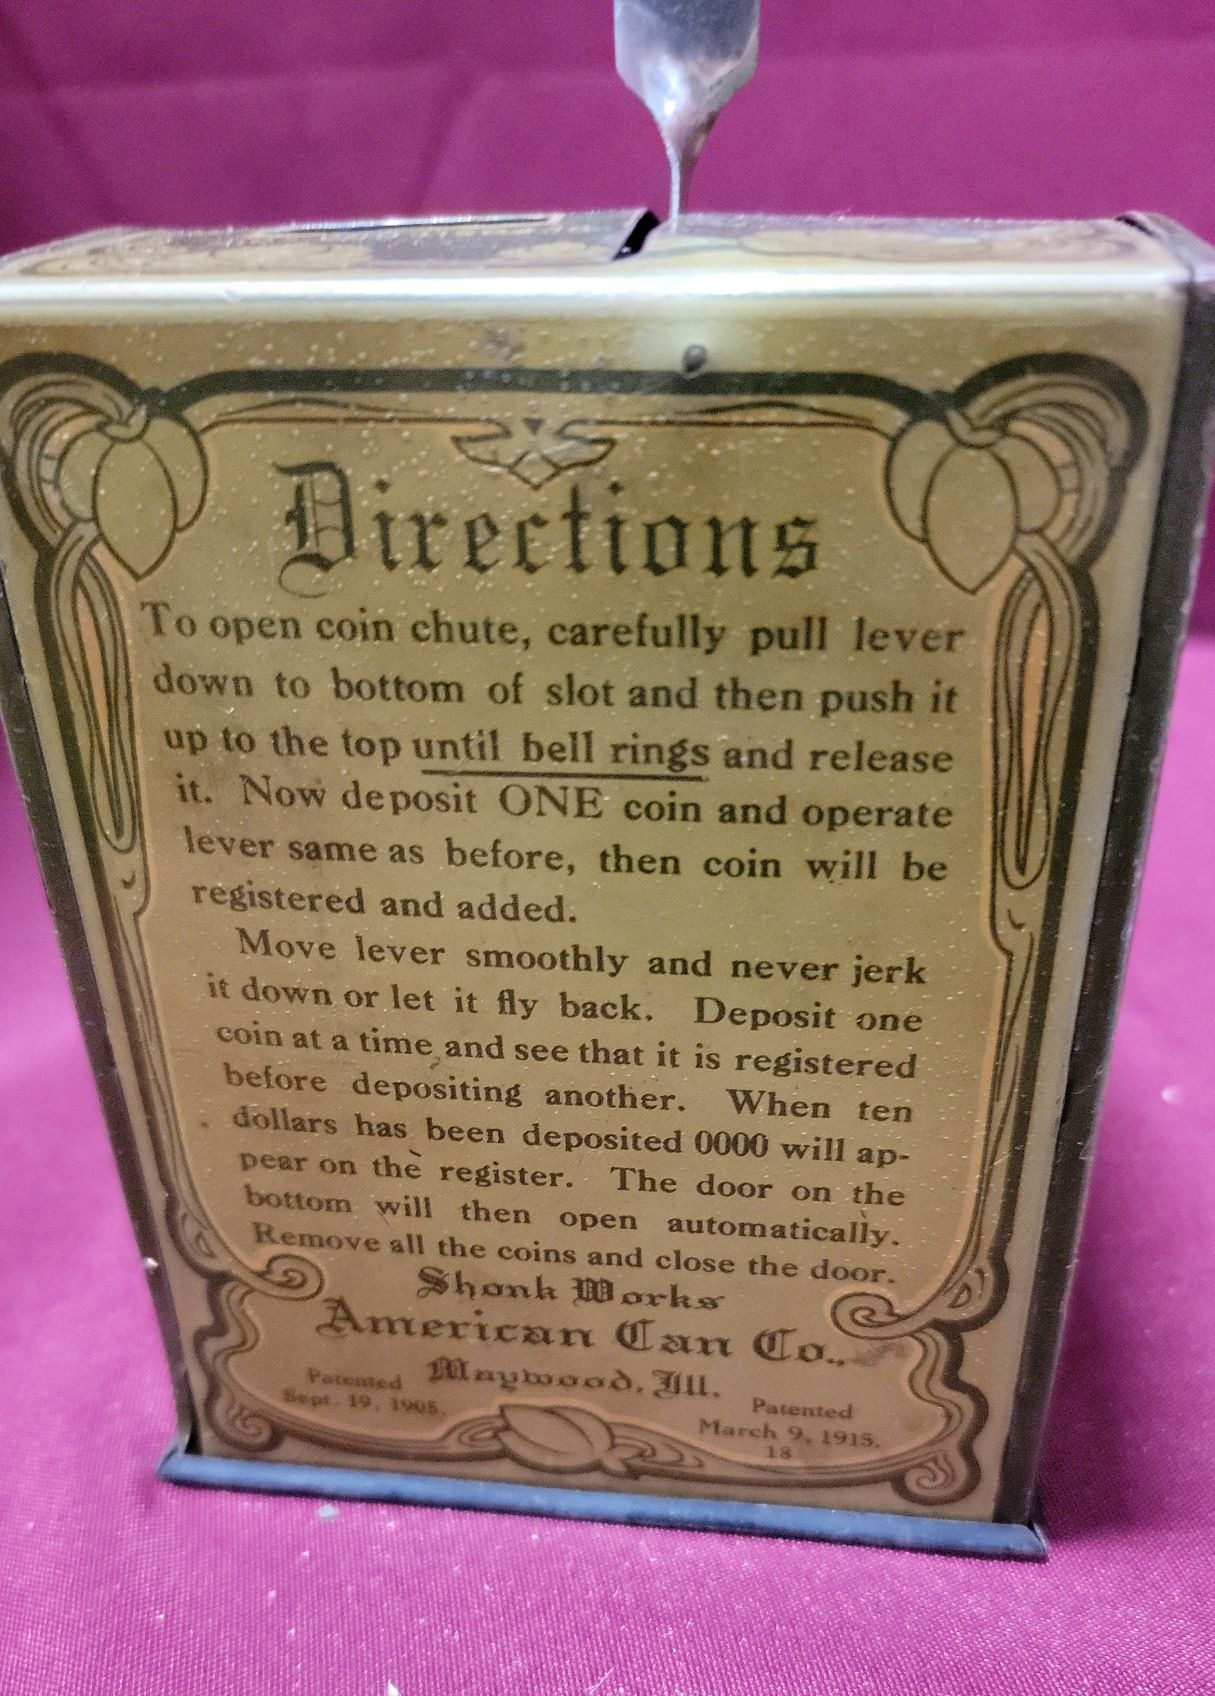 Directions
To open coin chute, carefully pull lever
down to bottom of slot and then push it
up to the top until bell rings and release
it. Now deposit ONE coin and operate
lever same as before, then coin will be
registered and added.
Move lever smoothly and never jerk
it down or let it fly back. Deposit one
coin at a time and see that it is registered
before depositing another. When ten
dollars has been deposited 0000 will ap-
pear on the register. The door on the
bottom will then open automatically.
Remove all the coins and close the door.
Shonk Works
American Can Co.,
Maywood, Ill.
Patented
Sept. 19, 1905.
Patented
March 9, 1915.
18